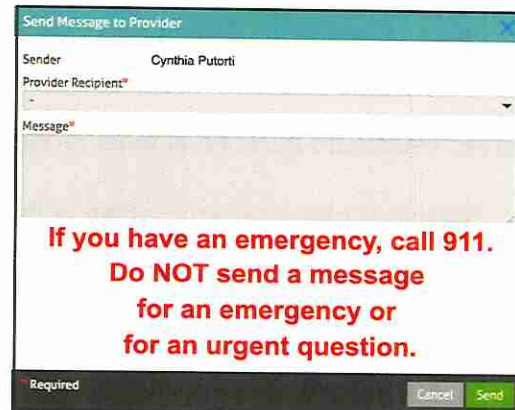 Send Message to Provider
Sender Cynthia Putorti
Provider Recipient*
-
Message*
If you have an emergency, call 911.
Do NOT send a message
for an emergency or
for an urgent question.
* Required
Cancel Send